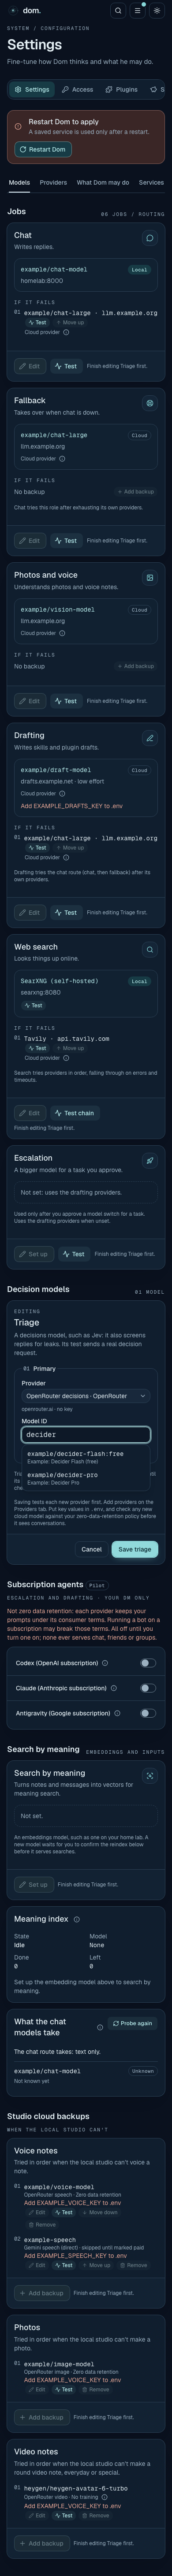 dom.
SYSTEM / CONFIGURATION
Settings
Fine-tune how Dom thinks and what he may do.
Settings
Access
Plugins
S
Restart Dom to apply
A saved service is used only after a restart.
Restart Dom
Models
Providers
What Dom may do
Services
Jobs
06 JOBS / ROUTING
Chat
Writes replies.
example/chat-model
Local
homelab:8000
IF IT FAILS
01 example/chat-large · llm.example.org
Test
Move up
Cloud provider
Edit
Test
Finish editing Triage first.
Fallback
Takes over when chat is down.
example/chat-large
Cloud
llm.example.org
Cloud provider
IF IT FAILS
No backup
Add backup
Chat tries this role after exhausting its own providers.
Edit
Test
Finish editing Triage first.
Photos and voice
Understands photos and voice notes.
example/vision-model
Cloud
llm.example.org
Cloud provider
IF IT FAILS
No backup
Add backup
Edit
Test
Finish editing Triage first.
Drafting
Writes skills and plugin drafts.
example/draft-model
Cloud
drafts.example.net · low effort
Cloud provider
Add EXAMPLE_DRAFTS_KEY to .env
IF IT FAILS
01 example/chat-large · llm.example.org
Test
Move up
Cloud provider
Drafting tries the chat route (chat, then fallback) after its
own providers.
Edit
Test
Finish editing Triage first.
Web search
Looks things up online.
SearXNG (self-hosted)
Local
searxng:8080
Test
IF IT FAILS
01 Tavily · api.tavily.com
Test
Move up
Cloud provider
Search tries providers in order, falling through on errors and
timeouts.
Edit
Test chain
Finish editing Triage first.
Escalation
A bigger model for a task you approve.
Not set: uses the drafting providers.
Used only after you approve a model switch for a task.
Uses the drafting providers when unset.
Set up
Test
Finish editing Triage first.
Decision models
01 MODEL
EDITING
Triage
A decisions model, such as Jev: it also screens
replies for leaks. Its test sends a real decision
request.
01 Primary
Provider
OpenRouter decisions · OpenRouter
openrouter.ai · no key
Model ID
decider
example/decider-flash:free
Example: Decider Flash (free)
example/decider-pro
Example: Decider Pro
Saving tests each new provider first. Add providers on the
Providers tab. Put key values in .env, and check any new
cloud model against your zero-data-retention policy before
it sees conversations.
Cancel
Save triage
Subscription agents
Pilot
ESCALATION AND DRAFTING · YOUR DM ONLY
Not zero data retention: each provider keeps your
prompts under its consumer terms. Running a bot on a
subscription may break those terms. All off until you
turn one on; none ever serves chat, friends or groups.
Codex (OpenAI subscription)
Claude (Anthropic subscription)
Antigravity (Google subscription)
Search by meaning
EMBEDDINGS AND INPUTS
Search by meaning
Turns notes and messages into vectors for
meaning search.
Not set.
An embeddings model, such as one on your home lab. A
new model waits for you to confirm the reindex before
anything is rewritten.
Set up
Finish editing Triage first.
Meaning index
State
Model
Idle
None
Done
Left
0
0
Set up the embedding model above to search by
meaning.
What the chat
models take
Probe again
The chat route takes: text only.
example/chat-model
Unknown
Not known yet
Studio cloud backups
WHEN THE LOCAL STUDIO CAN'T
Voice notes
Tried in order when the local studio can't voice a
note.
01 example/voice-model
OpenRouter speech · Zero data retention
Add EXAMPLE_VOICE_KEY to .env
Edit
Test
Move down
Remove
02 example-speech
Gemini speech (direct) · skipped until marked paid
Add EXAMPLE_SPEECH_KEY to .env
Edit
Test
Move up
Remove
Add backup
Finish editing Triage first.
Photos
Tried in order when the local studio can't make a
photo.
01 example/image-model
OpenRouter image · Zero data retention
Add EXAMPLE_VOICE_KEY to .env
Edit
Test
Remove
Add backup
Finish editing Triage first.
Video notes
Tried in order when the local studio can't make a
round video note, everyday or special.
01 heygen/heygen-avatar-6-turbo
OpenRouter video · No training
Add EXAMPLE_VOICE_KEY to .env
Edit
Test
Remove
Add backup
Finish editing Triage first.